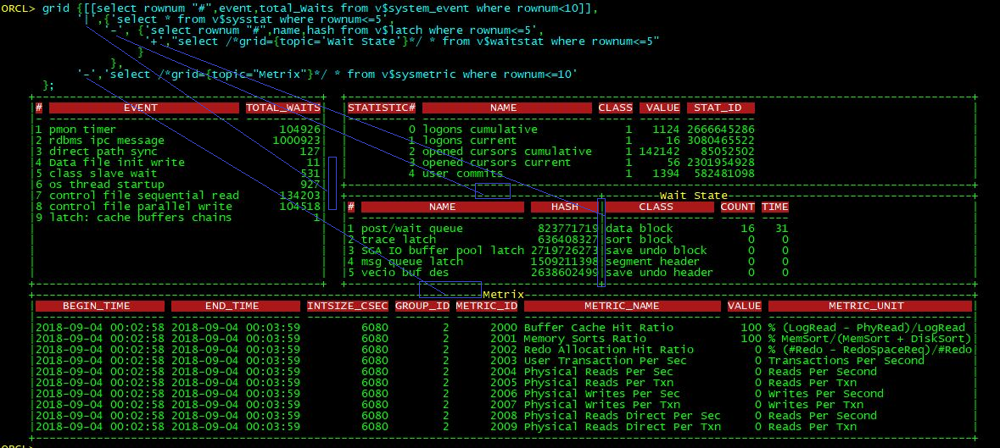 ORCL> grid {[[select rownum "#",event,total_waits from v$system_event where rownum<10]],
'|',{'select * from v$sysstat where rownum<=5',
'-', {'select rownum "#",name,hash from v$latch where rownum<=5',
'+',"select /*grid={topic='Wait State'}*/ * from v$waitstat where rownum<=5"
}
},
'-','select /*grid={topic="Metrix"}*/ * from v$sysmetric where rownum<=10'
};
# EVENT TOTAL_WAITS
1 pmon timer 104926
2 rdbms ipc message 1000923
3 direct path sync 127
4 Data file init write 11
5 class slave wait 531
6 os thread startup 927
7 control file sequential read 134203
8 control file parallel write 104518
9 latch: cache buffers chains 1
STATISTIC# NAME CLASS VALUE STAT_ID
0 logons cumulative 1 1124 2666645286
1 logons current 1 16 3080465522
2 opened cursors cumulative 1 142142 85052502
3 opened cursors current 1 56 2301954928
4 user commits 1 1394 582481098
# NAME HASH
1 post/wait queue 823771719
2 trace latch 636408327
3 SGA IO buffer pool latch 2719726273
4 msg queue latch 1509211398
5 vecio buf des 2638602499
Wait State
CLASS COUNT TIME
data block 16 31
sort block 0 0
save undo block 0 0
segment header 0 0
save undo header 0 0
Metrix
BEGIN_TIME END_TIME INTSIZE_CSEC GROUP_ID METRIC_ID METRIC_NAME VALUE METRIC_UNIT
2018-09-04 00:02:58 2018-09-04 00:03:59 6080 2 2000 Buffer Cache Hit Ratio 100 % (LogRead - PhyRead)/LogRead
2018-09-04 00:02:58 2018-09-04 00:03:59 6080 2 2001 Memory Sorts Ratio 100 % MemSort/(MemSort + DiskSort)
2018-09-04 00:02:58 2018-09-04 00:03:59 6080 2 2002 Redo Allocation Hit Ratio 0 % (#Redo - RedoSpaceReq)/#Redo
2018-09-04 00:02:58 2018-09-04 00:03:59 6080 2 2003 User Transaction Per Sec 0 Transactions Per Second
2018-09-04 00:02:58 2018-09-04 00:03:59 6080 2 2004 Physical Reads Per Sec 0 Reads Per Second
2018-09-04 00:02:58 2018-09-04 00:03:59 6080 2 2005 Physical Reads Per Txn 0 Reads Per Txn
2018-09-04 00:02:58 2018-09-04 00:03:59 6080 2 2006 Physical Writes Per Sec 0 Writes Per Second
2018-09-04 00:02:58 2018-09-04 00:03:59 6080 2 2007 Physical Writes Per Txn 0 Writes Per Txn
2018-09-04 00:02:58 2018-09-04 00:03:59 6080 2 2008 Physical Reads Direct Per Sec 0 Reads Per Second
2018-09-04 00:02:58 2018-09-04 00:03:59 6080 2 2009 Physical Reads Direct Per Txn 0 Reads Per Txn
ORCL>